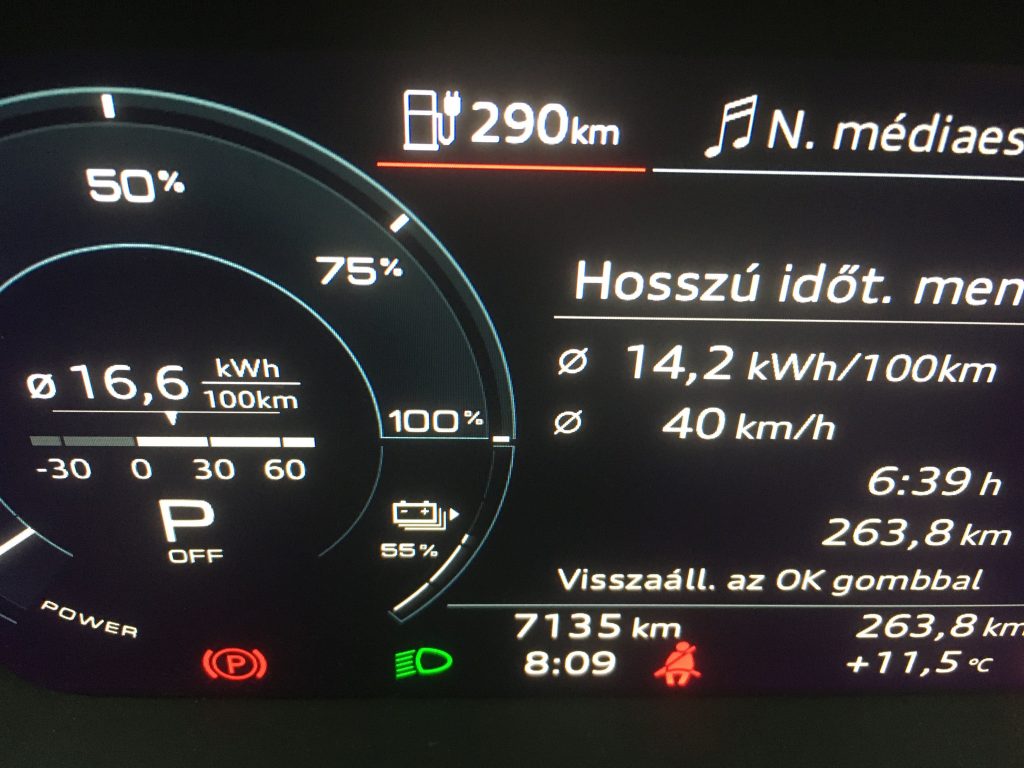 290 km
N. médiaes
50%
75%
Hosszú időt. men
ø 16,6 kWh/100km
ø 14,2 kWh/100km
100%
ø 40 km/h
-30 0 30 60
6:39 h
P
OFF
263,8 km
55%
Visszaáll. az OK gombbal
POWER
7135 km
263,8 km
P
8:09
+11,5 °C